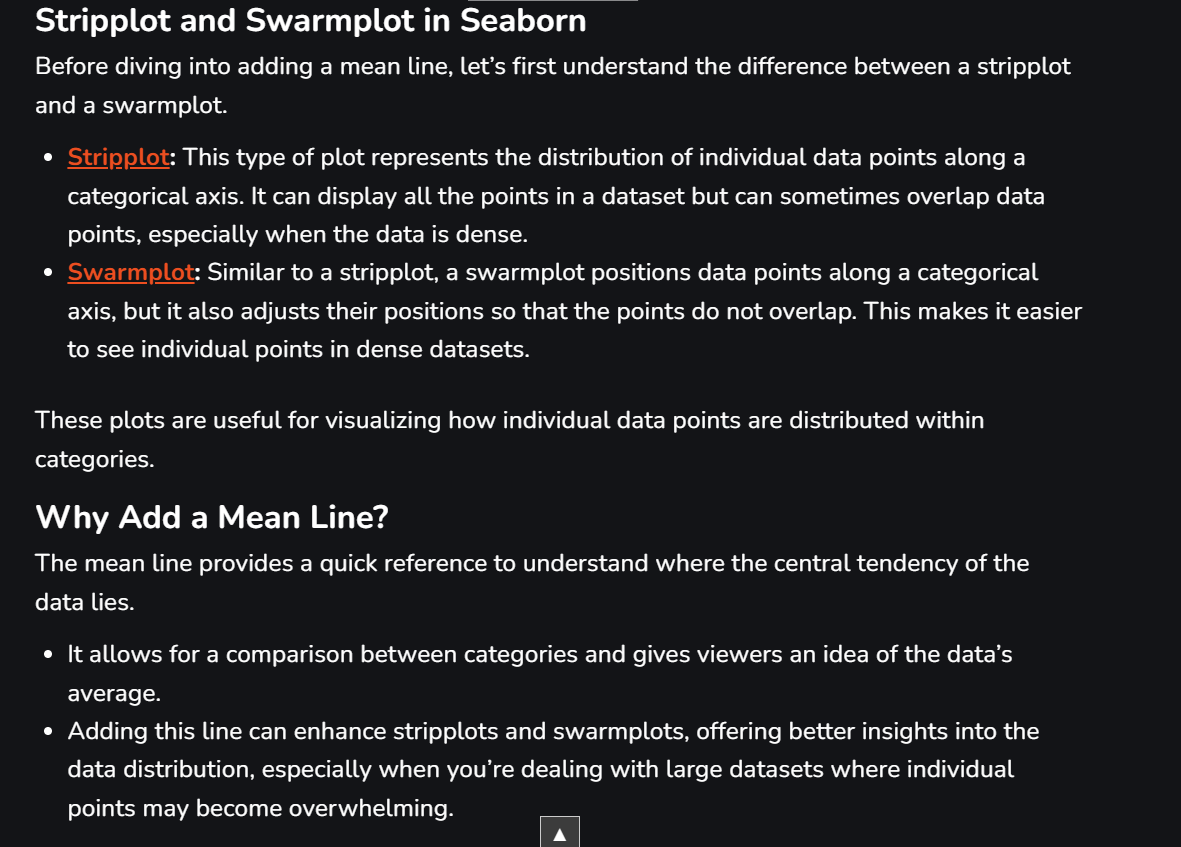 Stripplot and Swarmplot in Seaborn
Before diving into adding a mean line, let’s first understand the difference between a stripplot
and a swarmplot.
• Stripplot: This type of plot represents the distribution of individual data points along a
categorical axis. It can display all the points in a dataset but can sometimes overlap data
points, especially when the data is dense.
• Swarmplot: Similar to a stripplot, a swarmplot positions data points along a categorical
axis, but it also adjusts their positions so that the points do not overlap. This makes it easier
to see individual points in dense datasets.
These plots are useful for visualizing how individual data points are distributed within
categories.
Why Add a Mean Line?
The mean line provides a quick reference to understand where the central tendency of the
data lies.
• It allows for a comparison between categories and gives viewers an idea of the data’s
average.
• Adding this line can enhance stripplots and swarmplots, offering better insights into the
data distribution, especially when you’re dealing with large datasets where individual
points may become overwhelming.